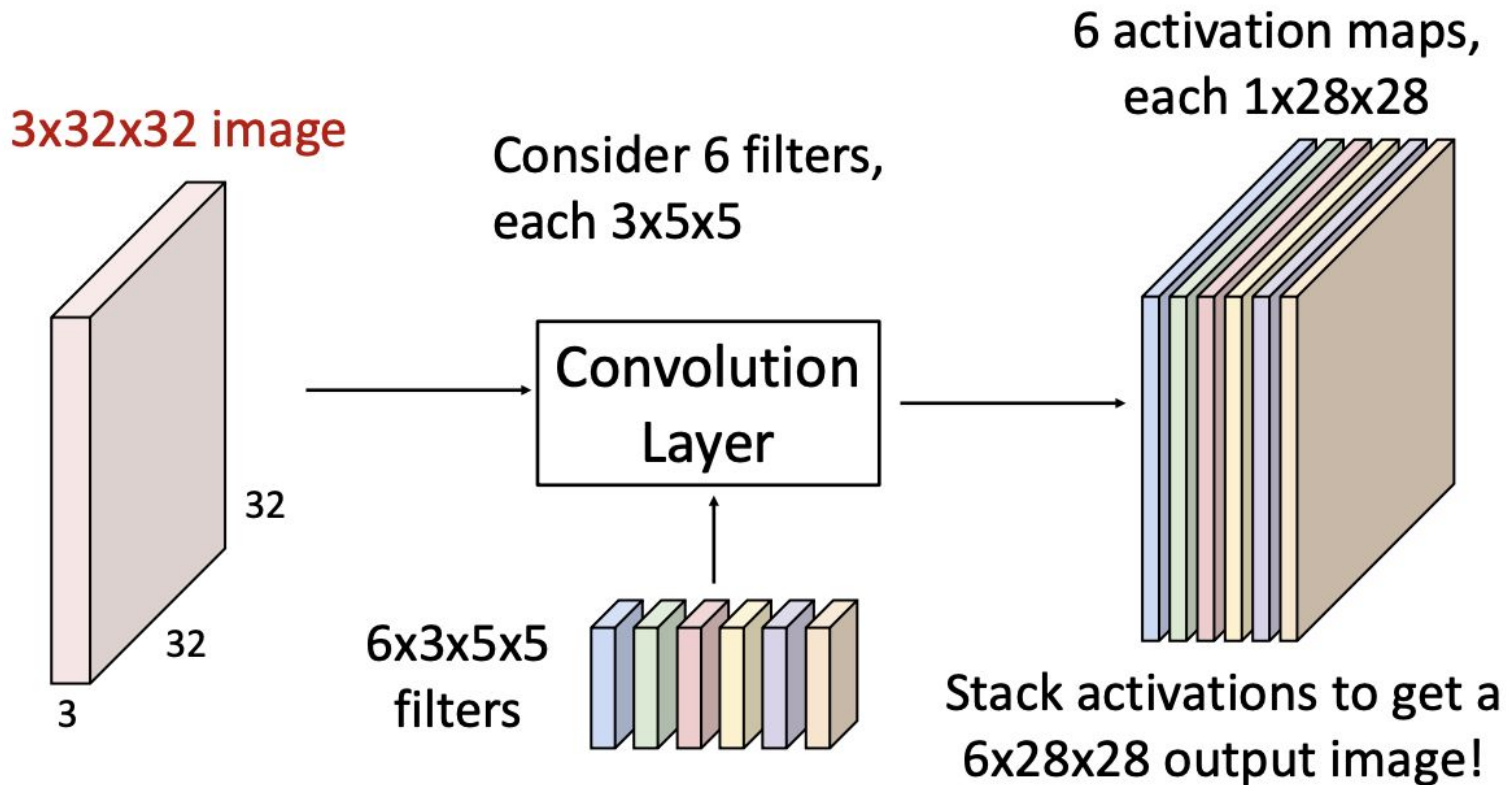 3x32x32 image
32
32
3
Consider 6 filters,
each 3x5x5
Convolution
Layer
6x3x5x5
filters
6 activation maps,
each 1x28x28
Stack activations to get a
6x28x28 output image!